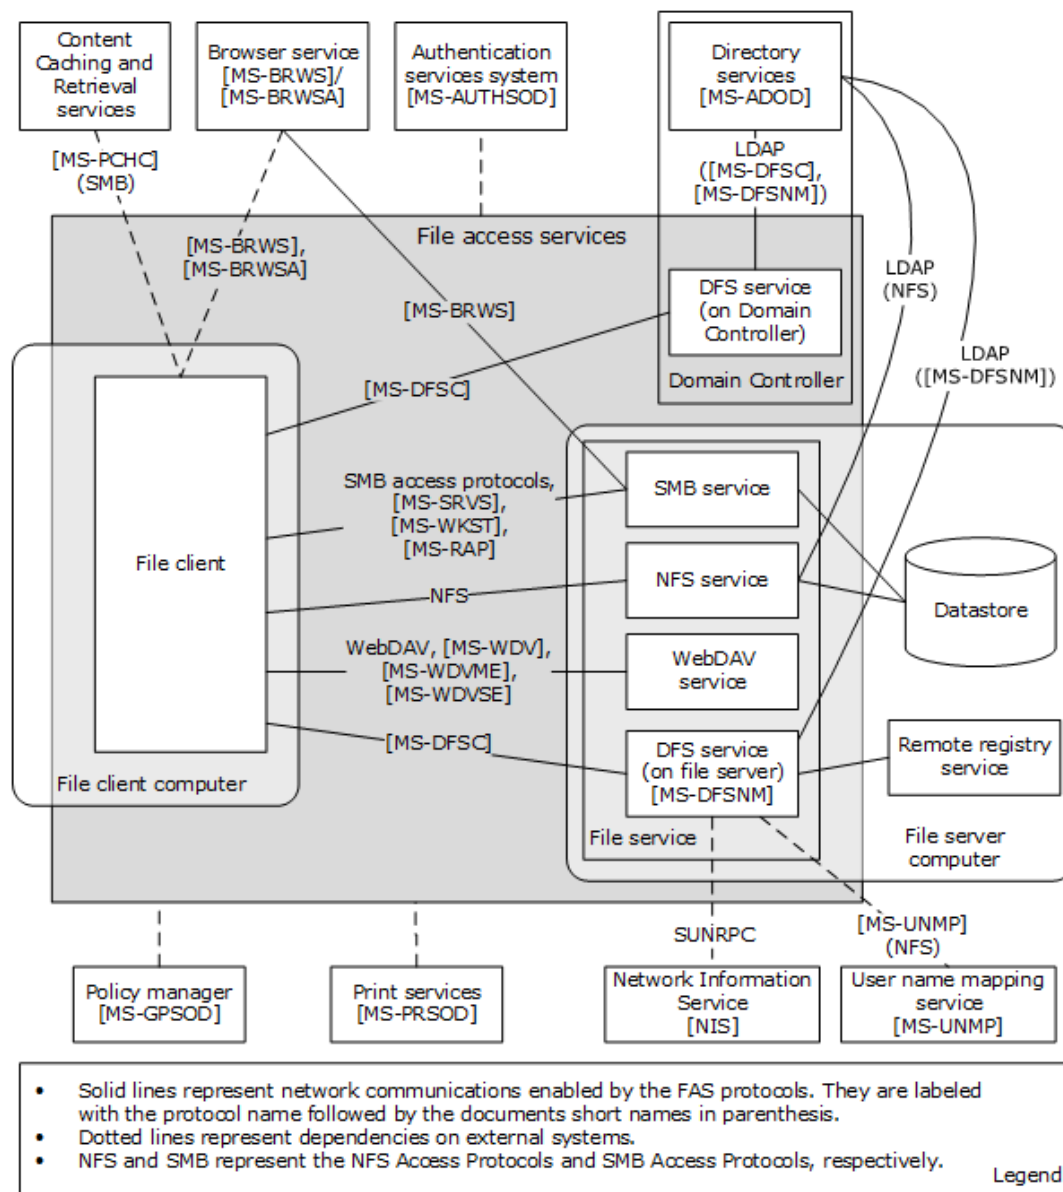 Content
Caching and
Retrieval
services
Browser service
[MS-BRWS]/
[MS-BRWSA]
Authentication
services system
[MS-AUTHSOD]
Directory
services
[MS-ADOD]
[MS-PCHC]
(SMB)
LDAP
([MS-DFSC],
[MS-DFSNM])
File access services
[MS-BRWS],
[MS-BRWSA]
[MS-BRWS]
DFS service
(on Domain
Controller)
LDAP
(NFS)
Domain Controller
LDAP
([MS-DFSNM])
[MS-DFSC]
SMB access protocols,
[MS-SRVS],
[MS-WKST],
[MS-RAP]
SMB service
File client
NFS
NFS service
Datastore
WebDAV, [MS-WDV],
[MS-WDVME],
[MS-WDVSE]
WebDAV
service
[MS-DFSC]
DFS service
(on file server)
[MS-DFSNM]
Remote registry
service
File client computer
File service
File server
computer
SUNRPC
[MS-UNMP]
(NFS)
Policy manager
[MS-GPSOD]
Print services
[MS-PRSOD]
Network Information
Service
[NIS]
User name mapping
service
[MS-UNMP]
• Solid lines represent network communications enabled by the FAS protocols. They are labeled
with the protocol name followed by the documents short names in parenthesis.
• Dotted lines represent dependencies on external systems.
• NFS and SMB represent the NFS Access Protocols and SMB Access Protocols, respectively.
Legend